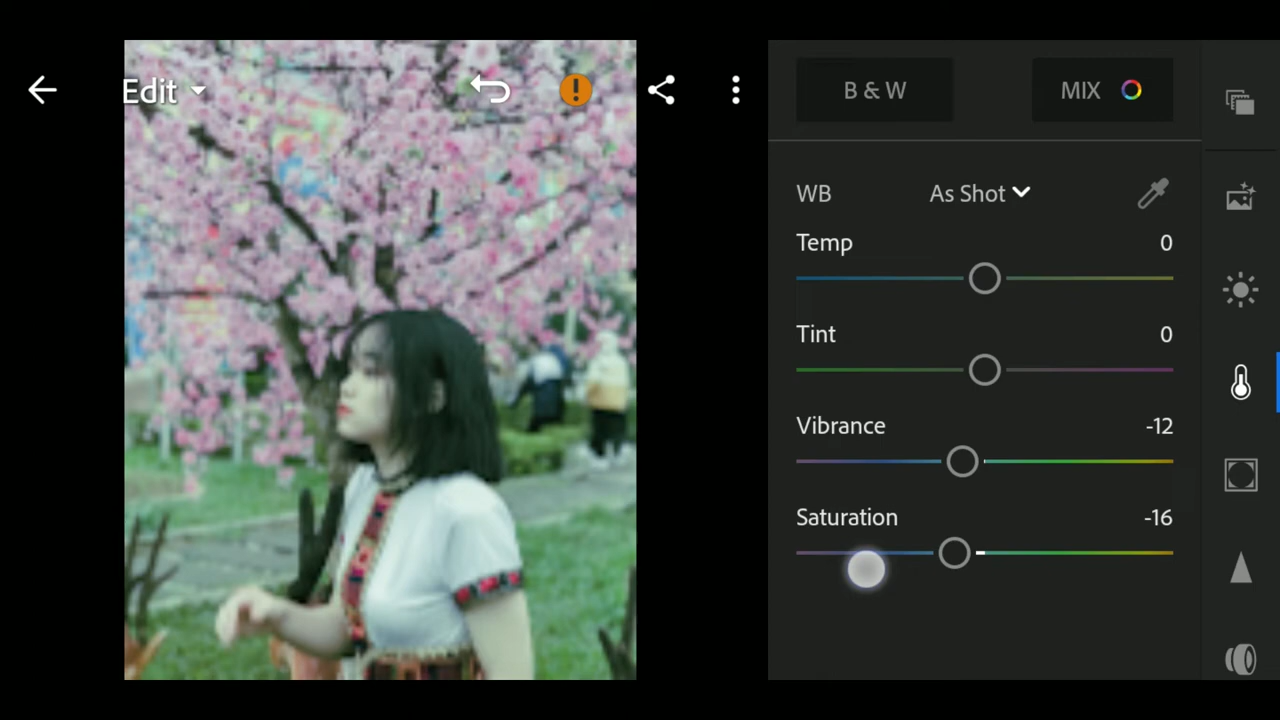 Edit
B & W
MIX
WB
As Shot
Temp
0
Tint
0
Vibrance
-12
Saturation
-16